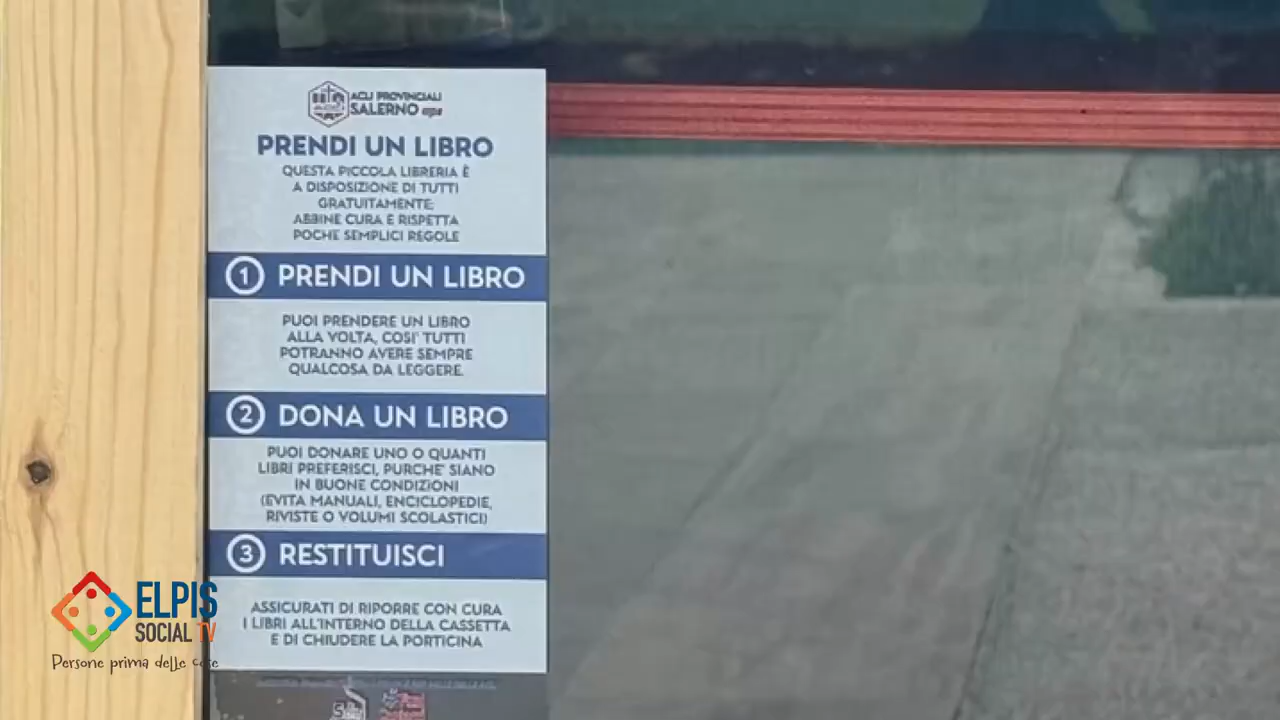 ACLI PROVINCIALI
SALERNO aps
PRENDI UN LIBRO
QUESTA PICCOLA LIBRERIA È
A DISPOSIZIONE DI TUTTI
GRATUITAMENTE;
ABBINE CURA E RISPETTA
POCHE SEMPLICI REGOLE
1 PRENDI UN LIBRO
PUOI PRENDERE UN LIBRO
ALLA VOLTA, COSI' TUTTI
POTRANNO AVERE SEMPRE
QUALCOSA DA LEGGERE.
2 DONA UN LIBRO
PUOI DONARE UNO O QUANTI
LIBRI PREFERISCI, PURCHE' SIANO
IN BUONE CONDIZIONI
(EVITA MANUALI, ENCICLOPEDIE,
RIVISTE O VOLUMI SCOLASTICI)
3 RESTITUISCI
ASSICURATI DI RIPORRE CON CURA
I LIBRI ALL'INTERNO DELLA CASSETTA
E DI CHIUDERE LA PORTICINA
ELPIS
SOCIAL TV
Persone prima delle cose